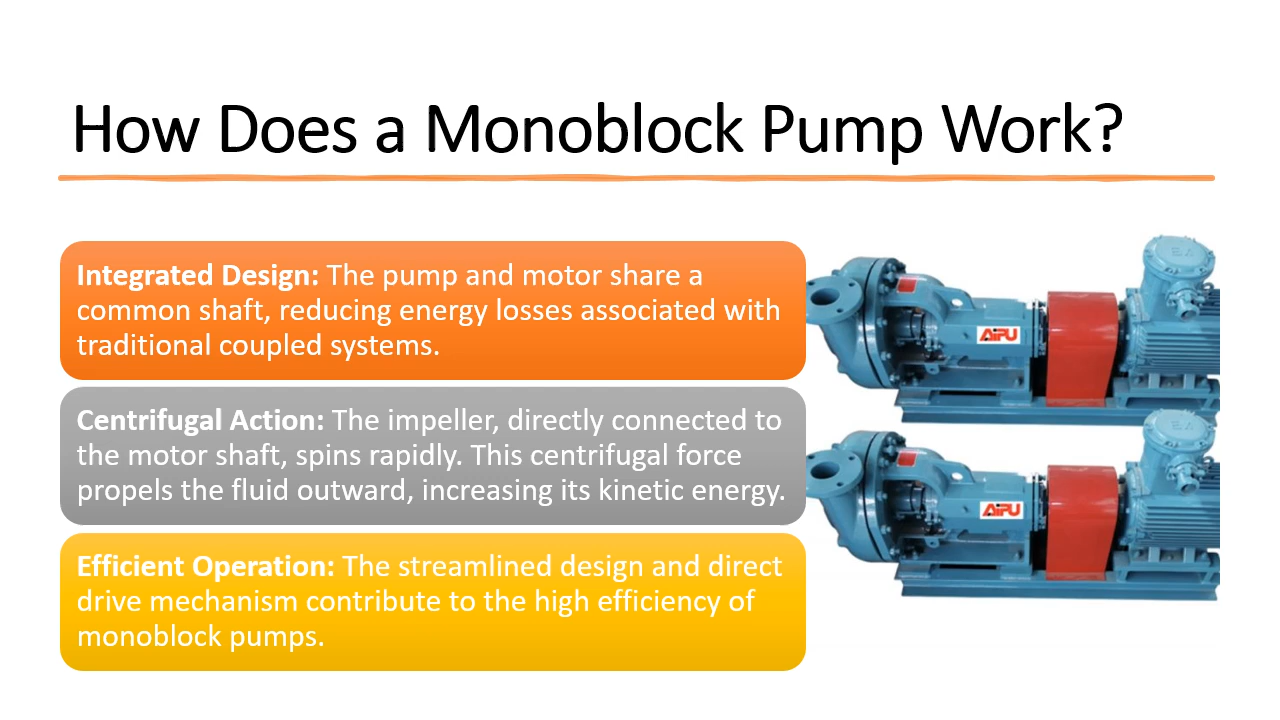 How Does a Monoblock Pump Work?
Integrated Design: The pump and motor share a
common shaft, reducing energy losses associated with
traditional coupled systems.
Centrifugal Action: The impeller, directly connected to
the motor shaft, spins rapidly. This centrifugal force
propels the fluid outward, increasing its kinetic energy.
Efficient Operation: The streamlined design and direct
drive mechanism contribute to the high efficiency of
monoblock pumps.
AiPU
AiPU